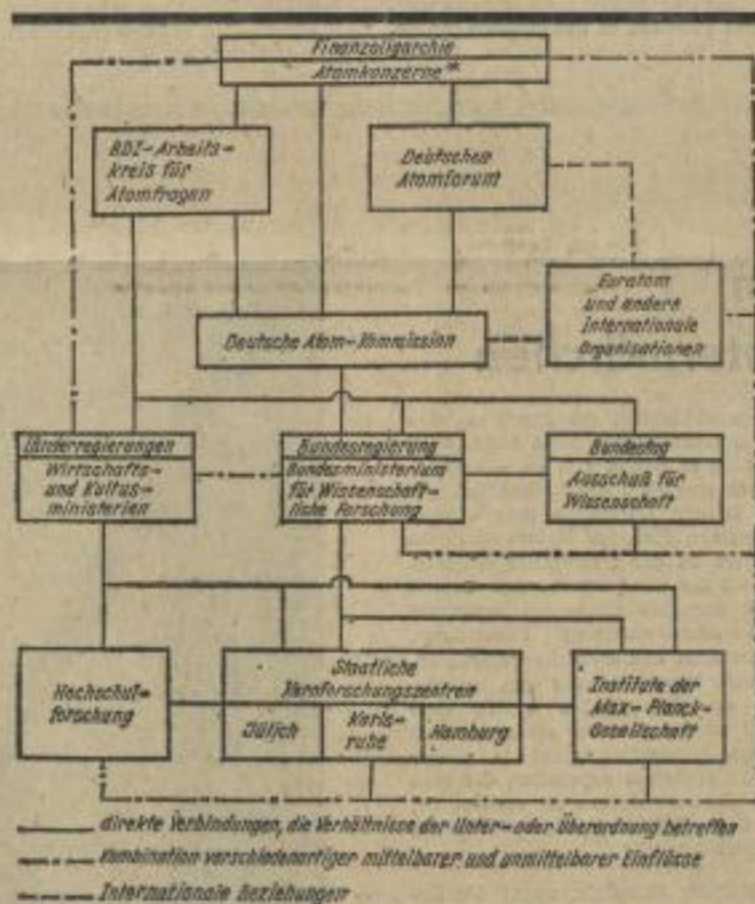 Finanzoligarchie
Atomkonzerne*
BDI-Arbeits-
kreis für
Atomfragen
Deutsches
Atomforum
Euratom
und andere
Internationale
Organisationen
Deutsche Atom-Kommission
Länderregierungen
Wirtschafts-
und Kultus-
ministerien
Bundesregierung
Bundesministerium
für Wissenschaft-
liche Forschung
Bundestag
Ausschuß für
Wissenschaft
Hochschul-
forschung
Staatliche
Kernforschungszentren
Jülich
Karls-
ruhe
Hamburg
Institute der
Max-Planck-
Gesellschaft
direkte Verbindungen, die Verhältnisse der Unter- oder Überordnung betreffen
Kombination verschiedenartiger mittelbarer und unmittelbarer Einflüsse
Internationale Beziehungen